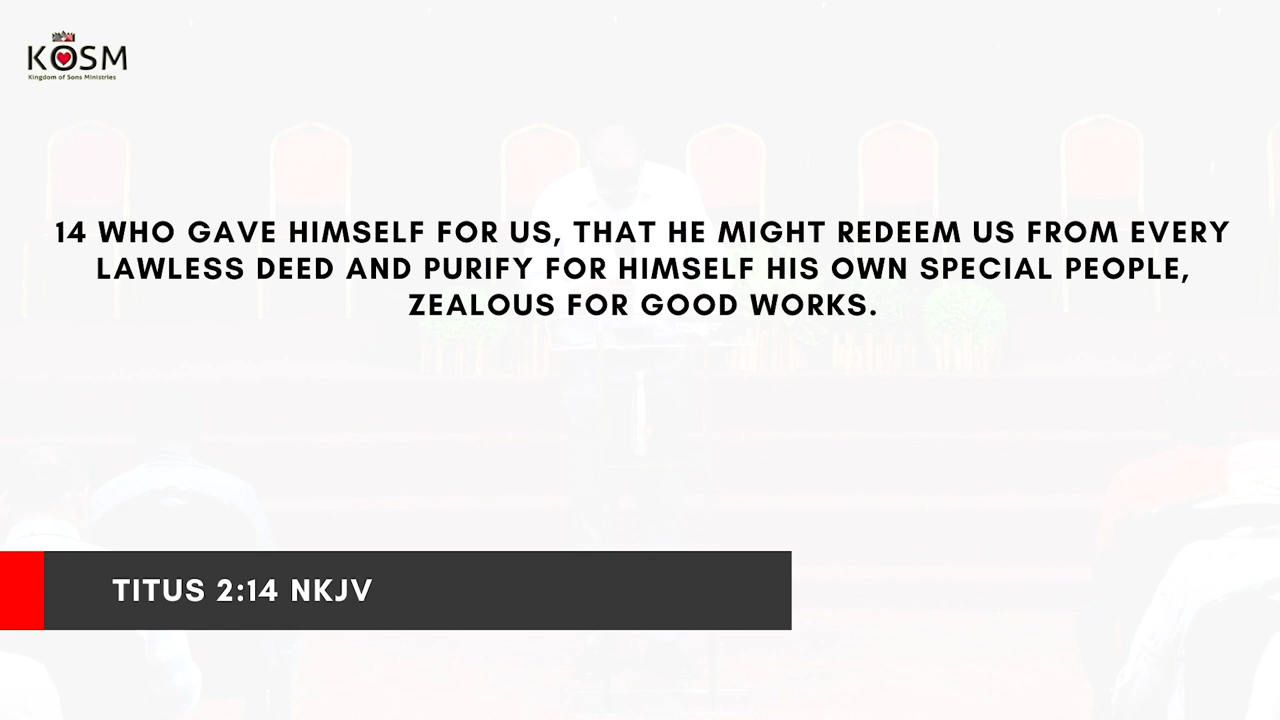 KOSM
Kingdom of Sons Ministries
14 WHO GAVE HIMSELF FOR US, THAT HE MIGHT REDEEM US FROM EVERY
LAWLESS DEED AND PURIFY FOR HIMSELF HIS OWN SPECIAL PEOPLE,
ZEALOUS FOR GOOD WORKS.
TITUS 2:14 NKJV